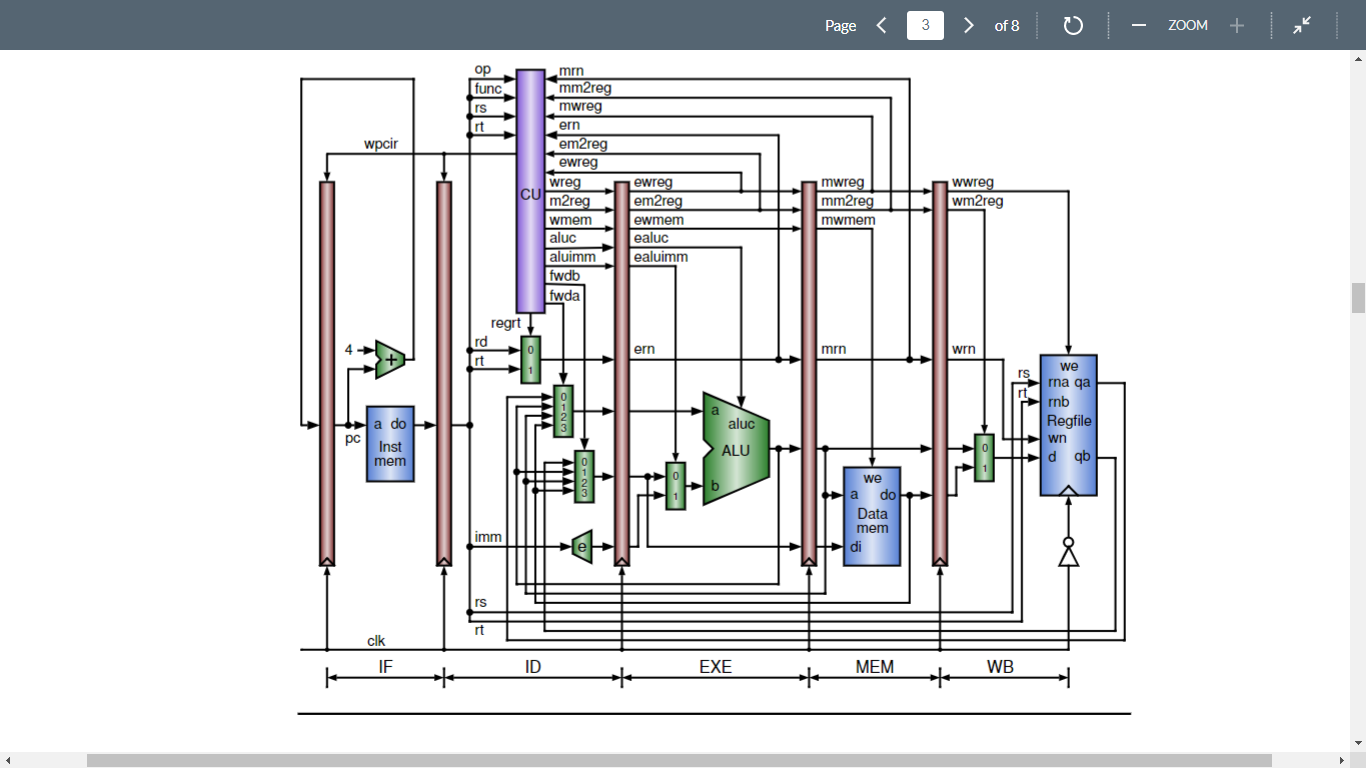 Page 3 of 8 ZOOM
op mrn
func mm2reg
rs mwreg
rt ern
wpcir em2reg
ewreg
CU wreg ewreg mwreg wwreg
m2reg em2reg mm2reg wm2reg
wmem ewmem mwmem
aluc ealuc
aluimm ealuimm
fwdb
fwda
regrt
4 + rd 0 ern mrn wrn
rt 1
we
rs rna qa
rt rnb
Regfile
wn
d qb
pc a do
Inst
mem
0
1
2
3
a aluc
ALU
b
0
1
2
3
0
1
0
1
we
a do
Data
mem
di
imm e
rs
rt
clk
IF ID EXE MEM WB